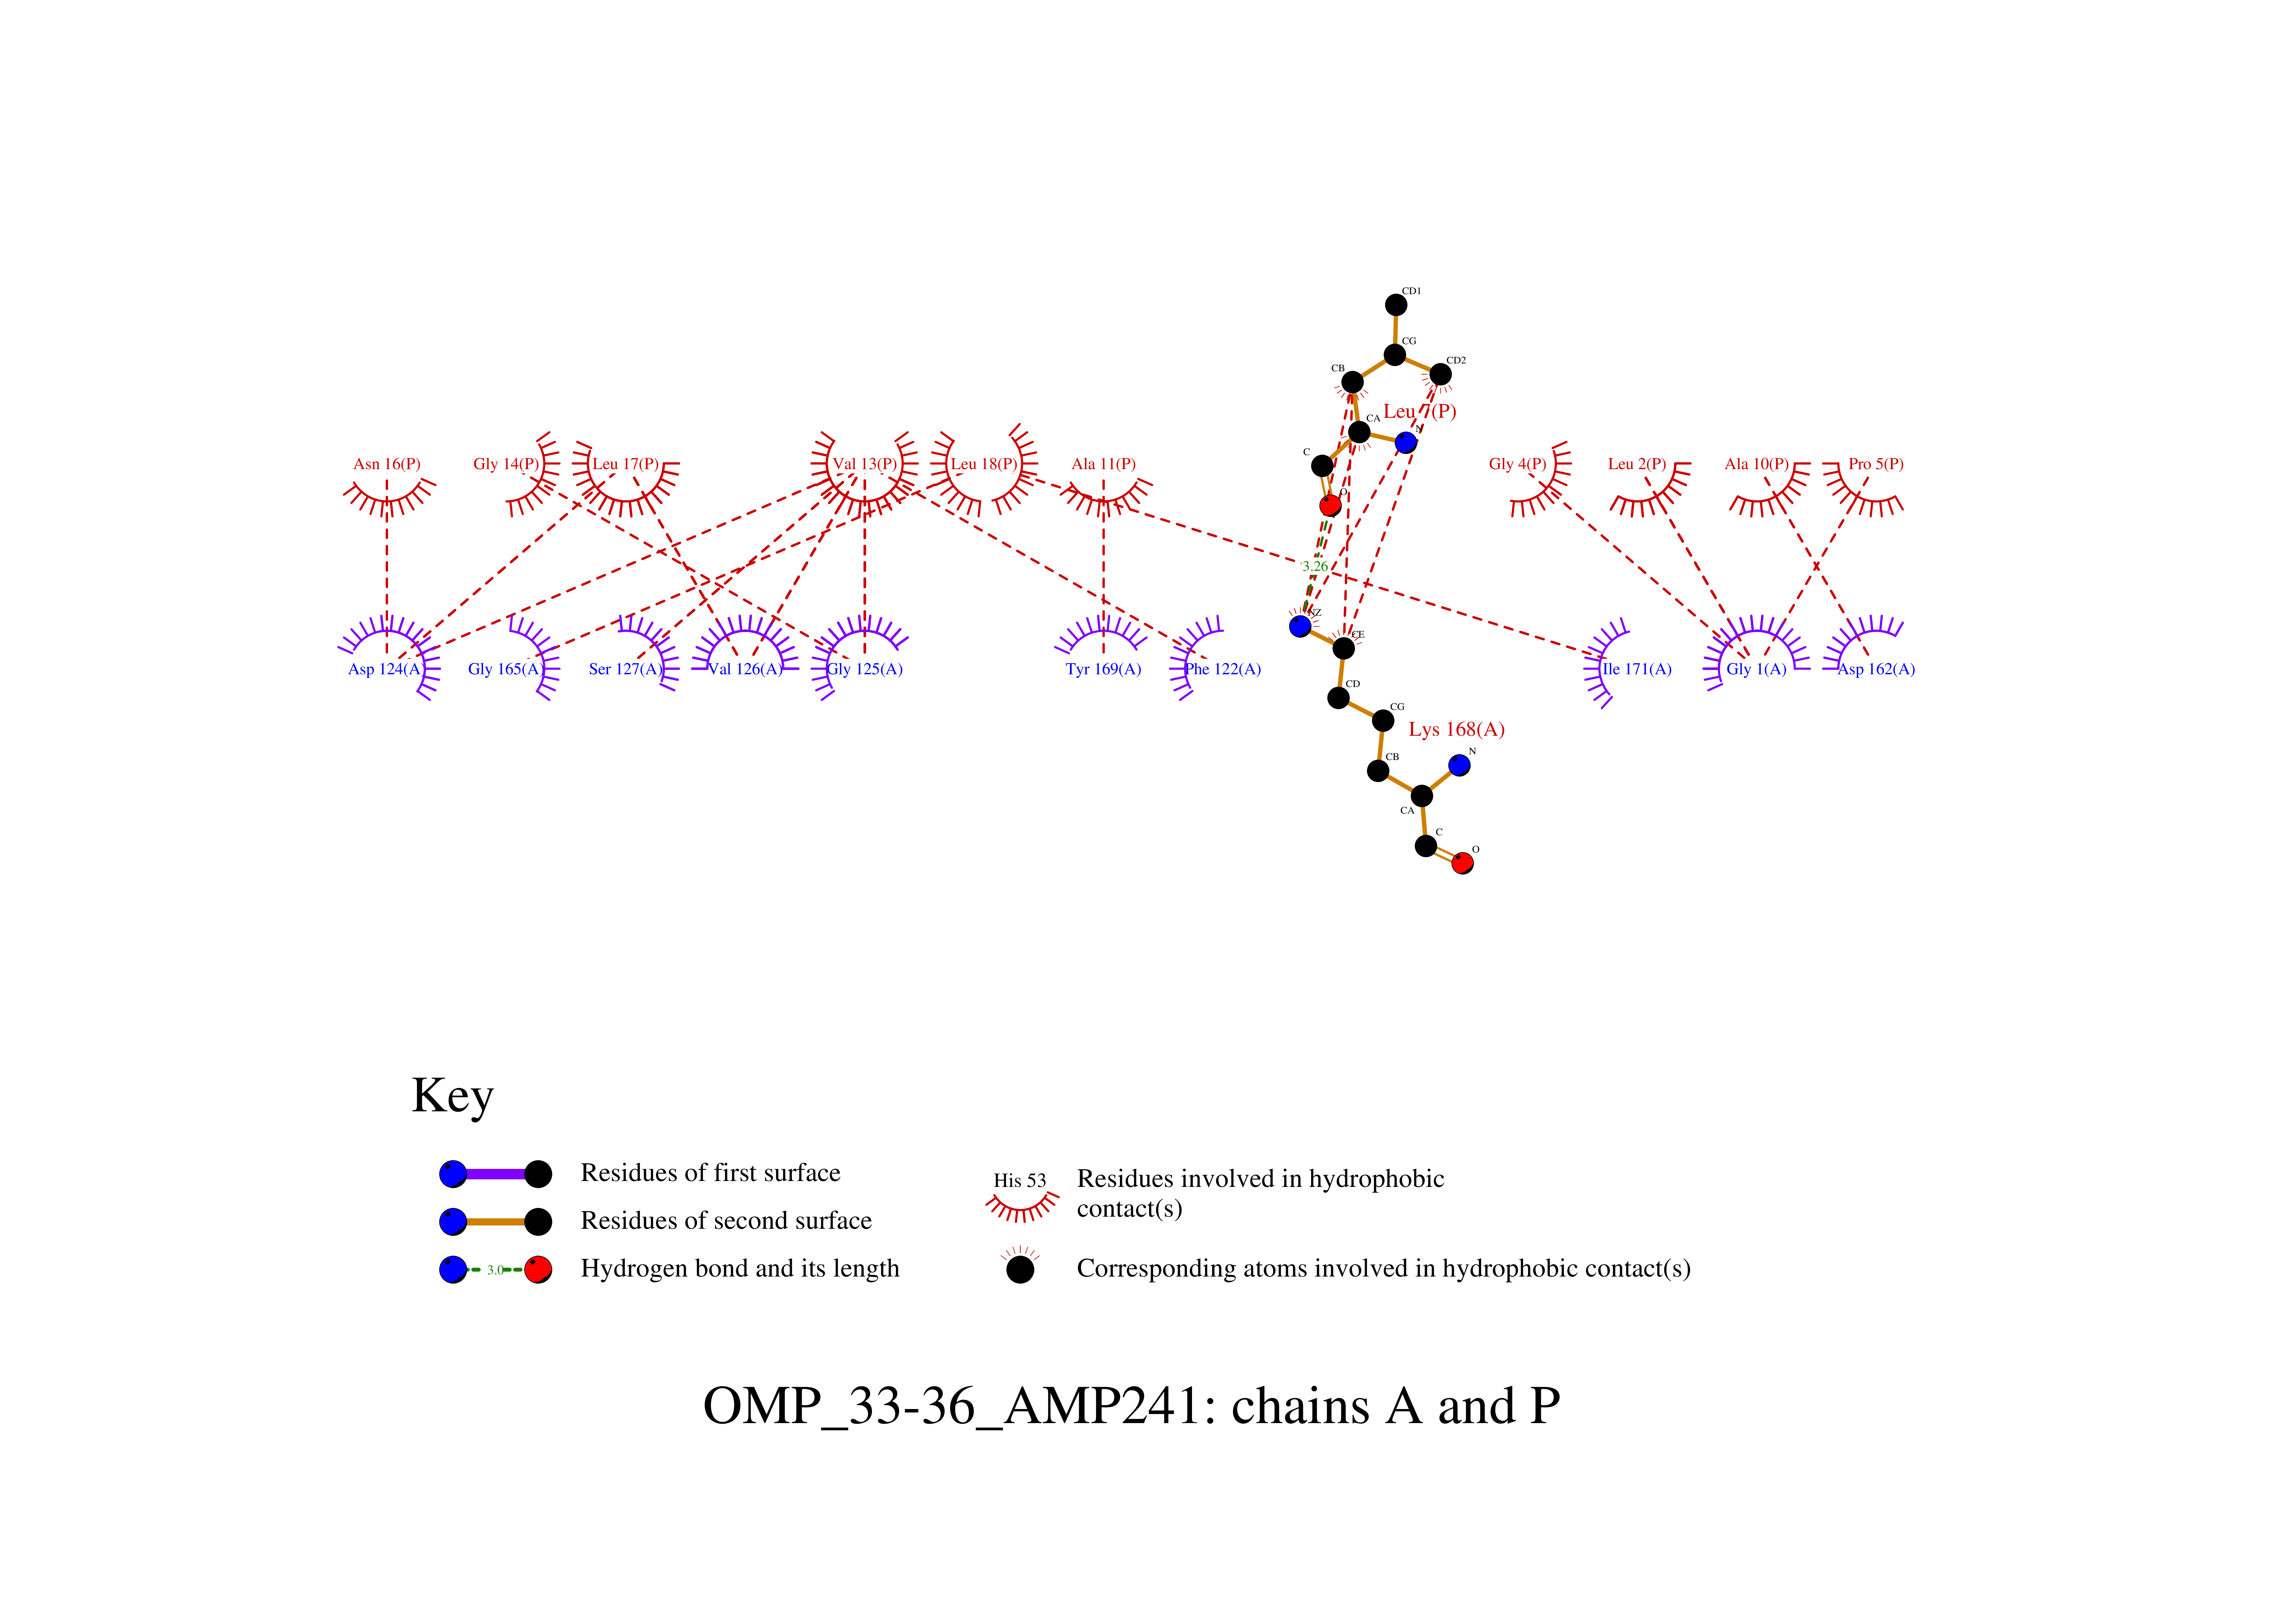 CD1
CG
CD2
CB
Leu 7(P)
CA
N
C
O
Asn 16(P) Gly 14(P) Leu 17(P) Val 13(P) Leu 18(P) Ala 11(P) Gly 4(P) Leu 2(P) Ala 10(P) Pro 5(P)
3.26
NZ
CE
Asp 124(A) Gly 165(A) Ser 127(A) Val 126(A) Gly 125(A) Tyr 169(A) Phe 122(A) Ile 171(A) Gly 1(A) Asp 162(A)
CD
CG
Lys 168(A)
N
CB
CA
C
O
Key
Residues of first surface
Residues of second surface
3.0
Hydrogen bond and its length
His 53
Residues involved in hydrophobic
contact(s)
Corresponding atoms involved in hydrophobic contact(s)
OMP_33-36_AMP241: chains A and P